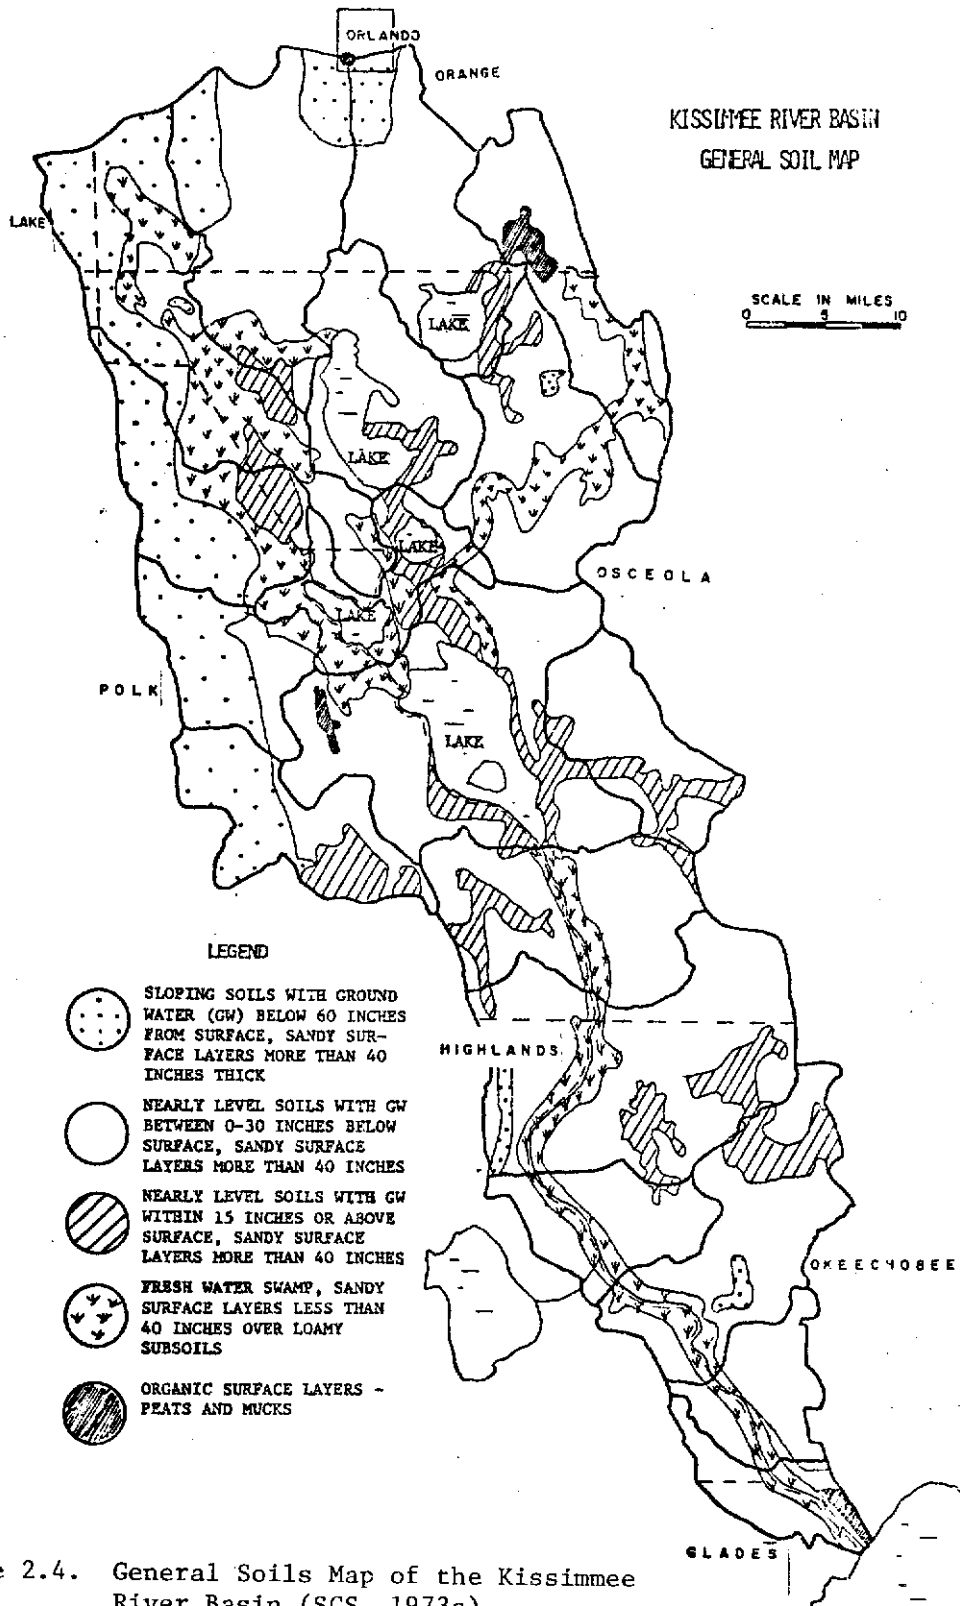 ORLANDO
ORANGE
KISSIMMEE RIVER BASIN
GENERAL SOIL MAP
LAKE
SCALE IN MILES
0 5 10
LAKE
LAKE
LAKE
OSCEOLA
LAKE
POLK
LAKE
LEGEND
SLOPING SOILS WITH GROUND
WATER (GW) BELOW 60 INCHES
FROM SURFACE, SANDY SUR-
FACE LAYERS MORE THAN 40
INCHES THICK
HIGHLANDS
NEARLY LEVEL SOILS WITH GW
BETWEEN 0-30 INCHES BELOW
SURFACE, SANDY SURFACE
LAYERS MORE THAN 40 INCHES
NEARLY LEVEL SOILS WITH GW
WITHIN 15 INCHES OR ABOVE
SURFACE, SANDY SURFACE
LAYERS MORE THAN 40 INCHES
OKEECHOBEE
FRESH WATER SWAMP, SANDY
SURFACE LAYERS LESS THAN
40 INCHES OVER LOAMY
SUBSOILS
ORGANIC SURFACE LAYERS -
PEATS AND MUCKS
GLADES
2.4. General Soils Map of the Kissimmee
River Basin (SCS, 1973c)